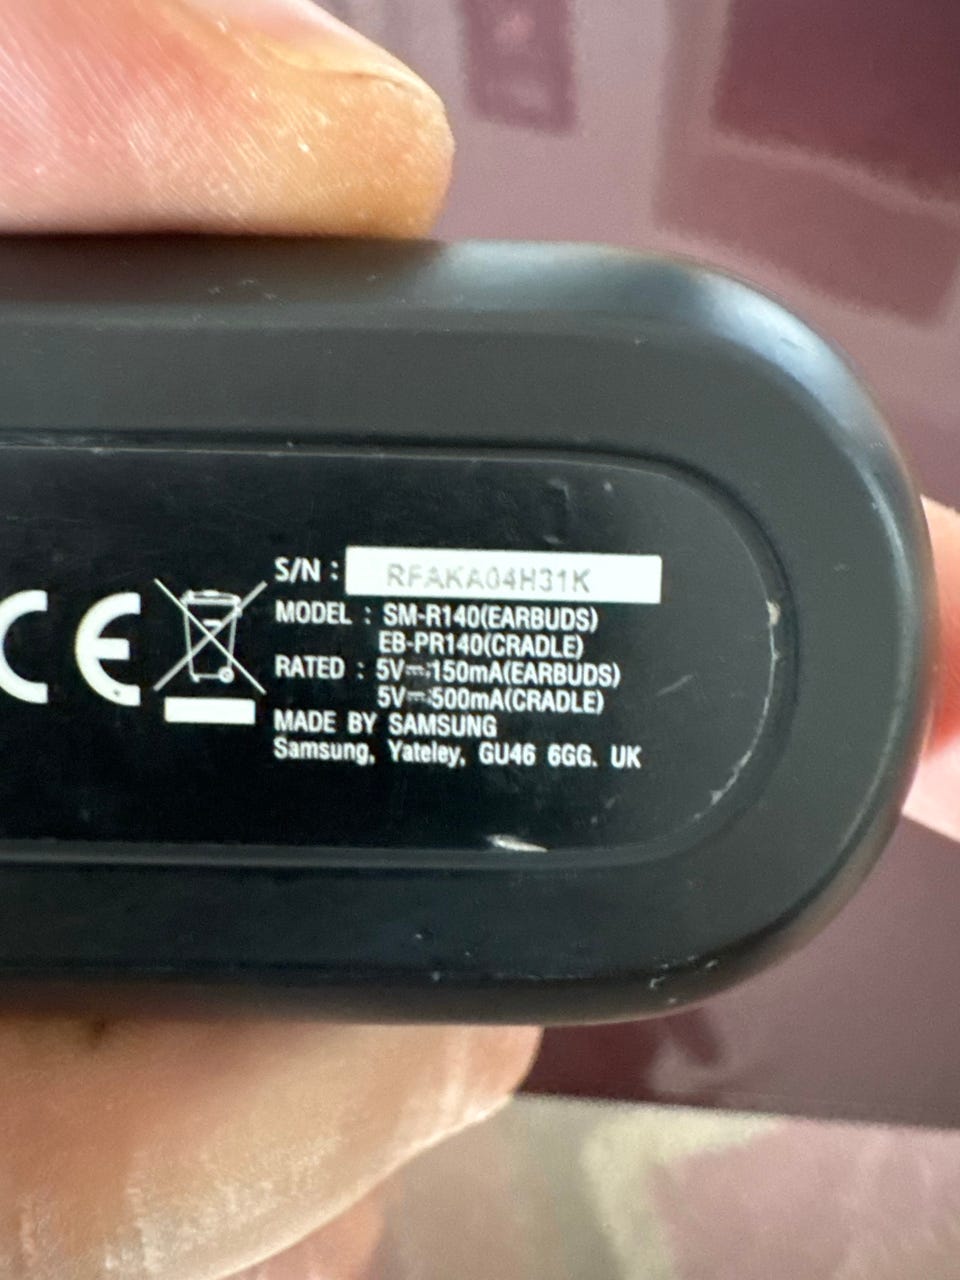 CE
S/N : RFAKA04H31K
MODEL : SM-R140(EARBUDS)
EB-PR140(CRADLE)
RATED : 5V⎓150mA(EARBUDS)
5V⎓500mA(CRADLE)
MADE BY SAMSUNG
Samsung, Yateley, GU46 6GG. UK